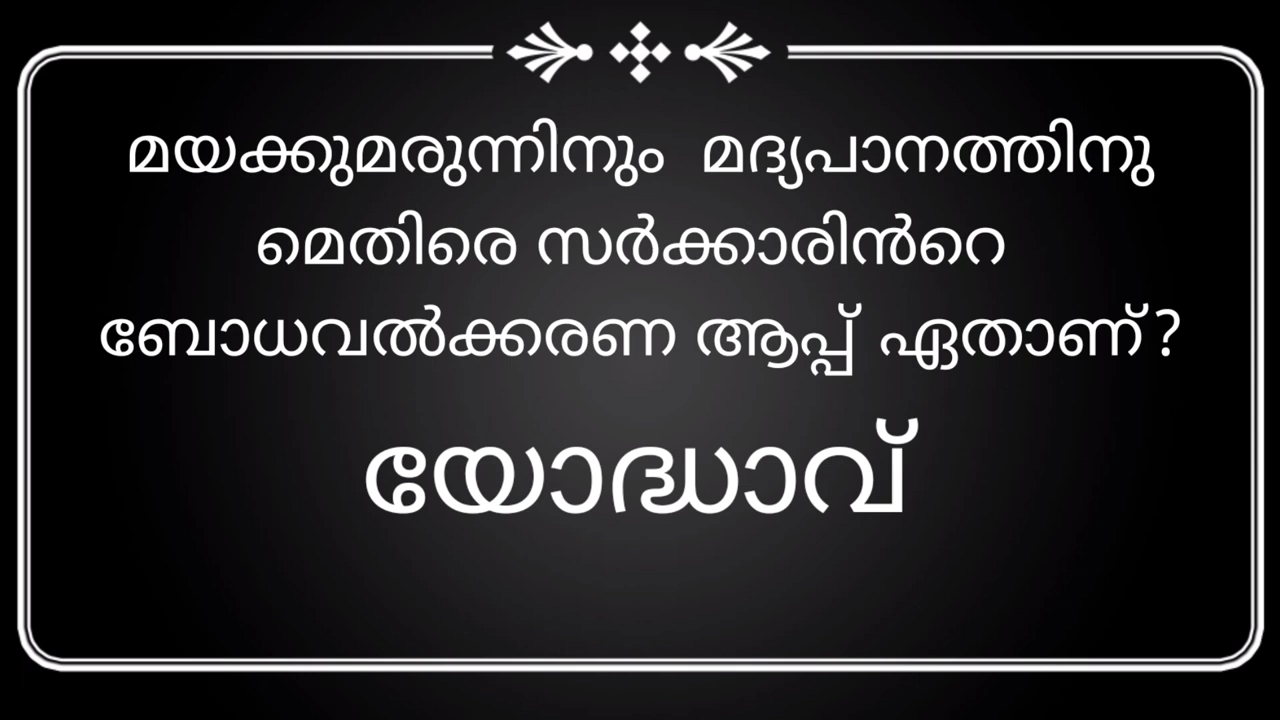 മയക്കുമരുന്നിനും മദ്യപാനത്തിനു
മെതിരെ സർക്കാരിൻറെ
ബോധവൽക്കരണ ആപ്പ് ഏതാണ്?
യോദ്ധാവ്